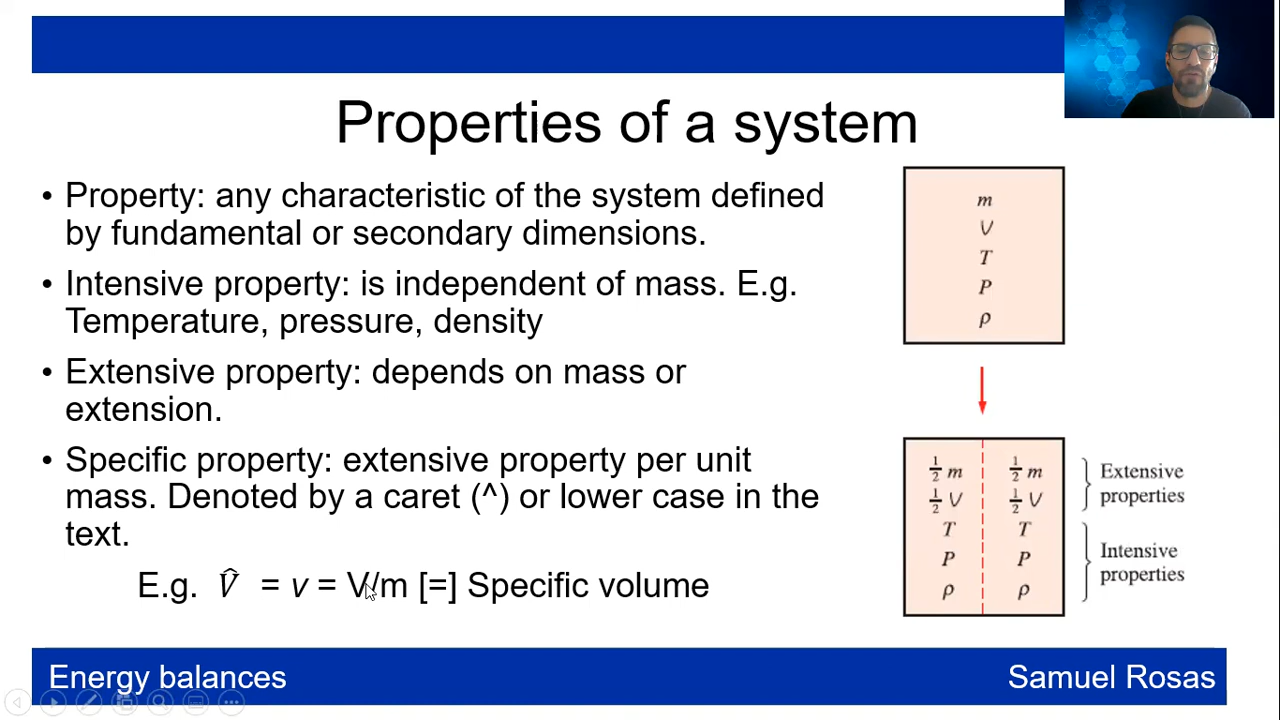 Properties of a system
• Property: any characteristic of the system defined
by fundamental or secondary dimensions.
• Intensive property: is independent of mass. E.g.
Temperature, pressure, density
• Extensive property: depends on mass or
extension.
• Specific property: extensive property per unit
mass. Denoted by a caret (^) or lower case in the
text.
E.g. V̂ = v = V/m [=] Specific volume
m
V
T
P
ρ
½ m ½ m
½ V ½ V
T T
P P
ρ ρ
Extensive
properties
Intensive
properties
Energy balances
Samuel Rosas